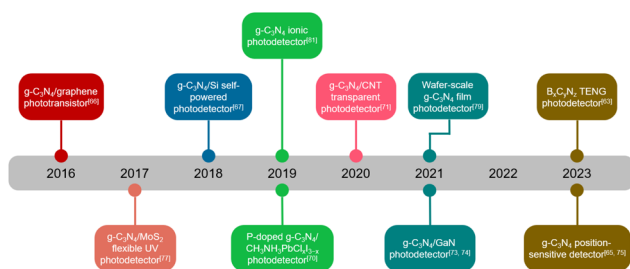 g-C₃N₄ ionic
photodetector[81]
g-C₃N₄/graphene
phototransistor[66]
g-C₃N₄/Si self-
powered
photodetector[67]
g-C₃N₄/CNT
transparent
photodetector[71]
Wafer-scale
g-C₃N₄ film
photodetector[79]
BₓCᵧN_z TENG
photodetector[63]
2016 2017 2018 2019 2020 2021 2022 2023
g-C₃N₄/MoS₂
flexible UV
photodetector[77]
P-doped g-C₃N₄/
CH₃NH₃PbClₓI₃₋ₓ
photodetector[70]
g-C₃N₄/GaN
photodetector[73, 74]
g-C₃N₄ position-
sensitive detector[65, 75]